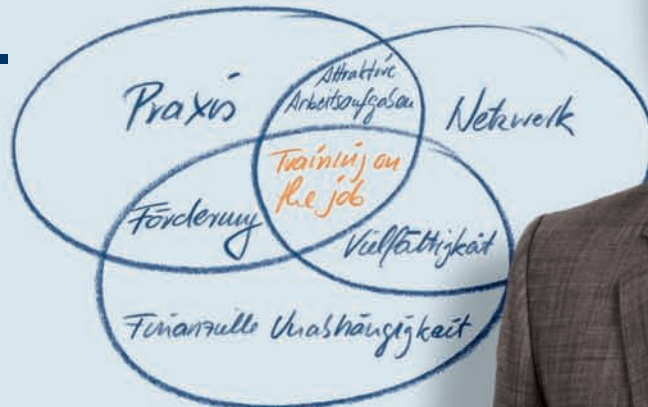 Praxis
Attraktive
Arbeitsaufgaben
Netzwerk
Training on
the job
Förderung
Vielfältigkeit
Finanzielle Unabhängigkeit